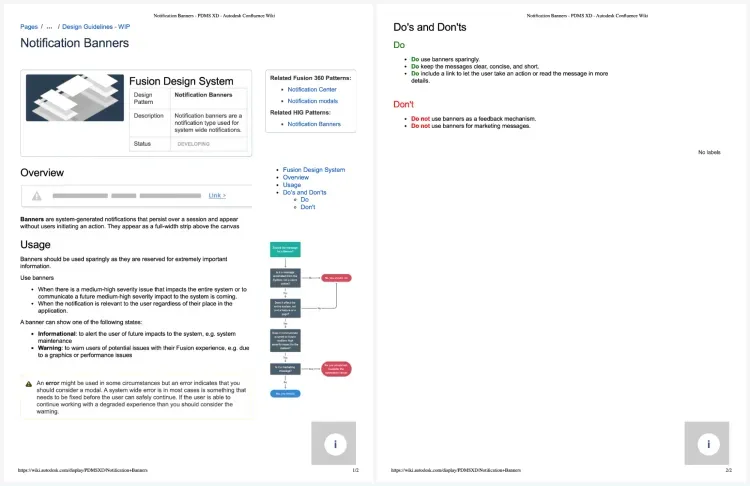 Notification Banners - PDMS XD - Autodesk Confluence Wiki
Pages / ... / Design Guidelines - WIP
Notification Banners
Fusion Design System
Design Pattern
Notification Banners
Description
Notification banners are a
notification type used for
system wide notifications.
Status
DEVELOPING
Related Fusion 360 Patterns:
Notification Center
Notification modals
Related HIG Patterns:
Notification Banners
Overview
Link >
Banners are system-generated notifications that persist over a session and appear
without users initiating an action. They appear as a full-width strip above the canvas
Usage
Banners should be used sparingly as they are reserved for extremely important
information.
Use banners
When there is a medium-high severity issue that impacts the entire system or to
communicate a future medium-high severity impact to the system is coming.
When the notification is relevant to the user regardless of their place in the
application.
A banner can show one of the following states:
Informational: to alert the user of future impacts to the system, e.g. system
maintenance
Warning: to warn users of potential issues with their Fusion experience, e.g. due
to a graphics or performance issues
An error might be used in some circumstances but an error indicates that you
should consider a modal. A system wide error is in most cases is something that
needs to be fixed before the user can safely continue. If the user is able to
continue working with a degraded experience than you should consider the
warning.
Fusion Design System
Overview
Usage
Do's and Don'ts
Do
Don't
i
https://wiki.autodesk.com/display/PDMSXD/Notification+Banners
1/2
Notification Banners - PDMS XD - Autodesk Confluence Wiki
Do's and Don'ts
Do
Do use banners sparingly.
Do keep the messages clear, concise, and short.
Do include a link to let the user take an action or read the message in more
details.
Don't
Do not use banners as a feedback mechanism.
Do not use banners for marketing messages.
No labels
i
https://wiki.autodesk.com/display/PDMSXD/Notification+Banners
2/2